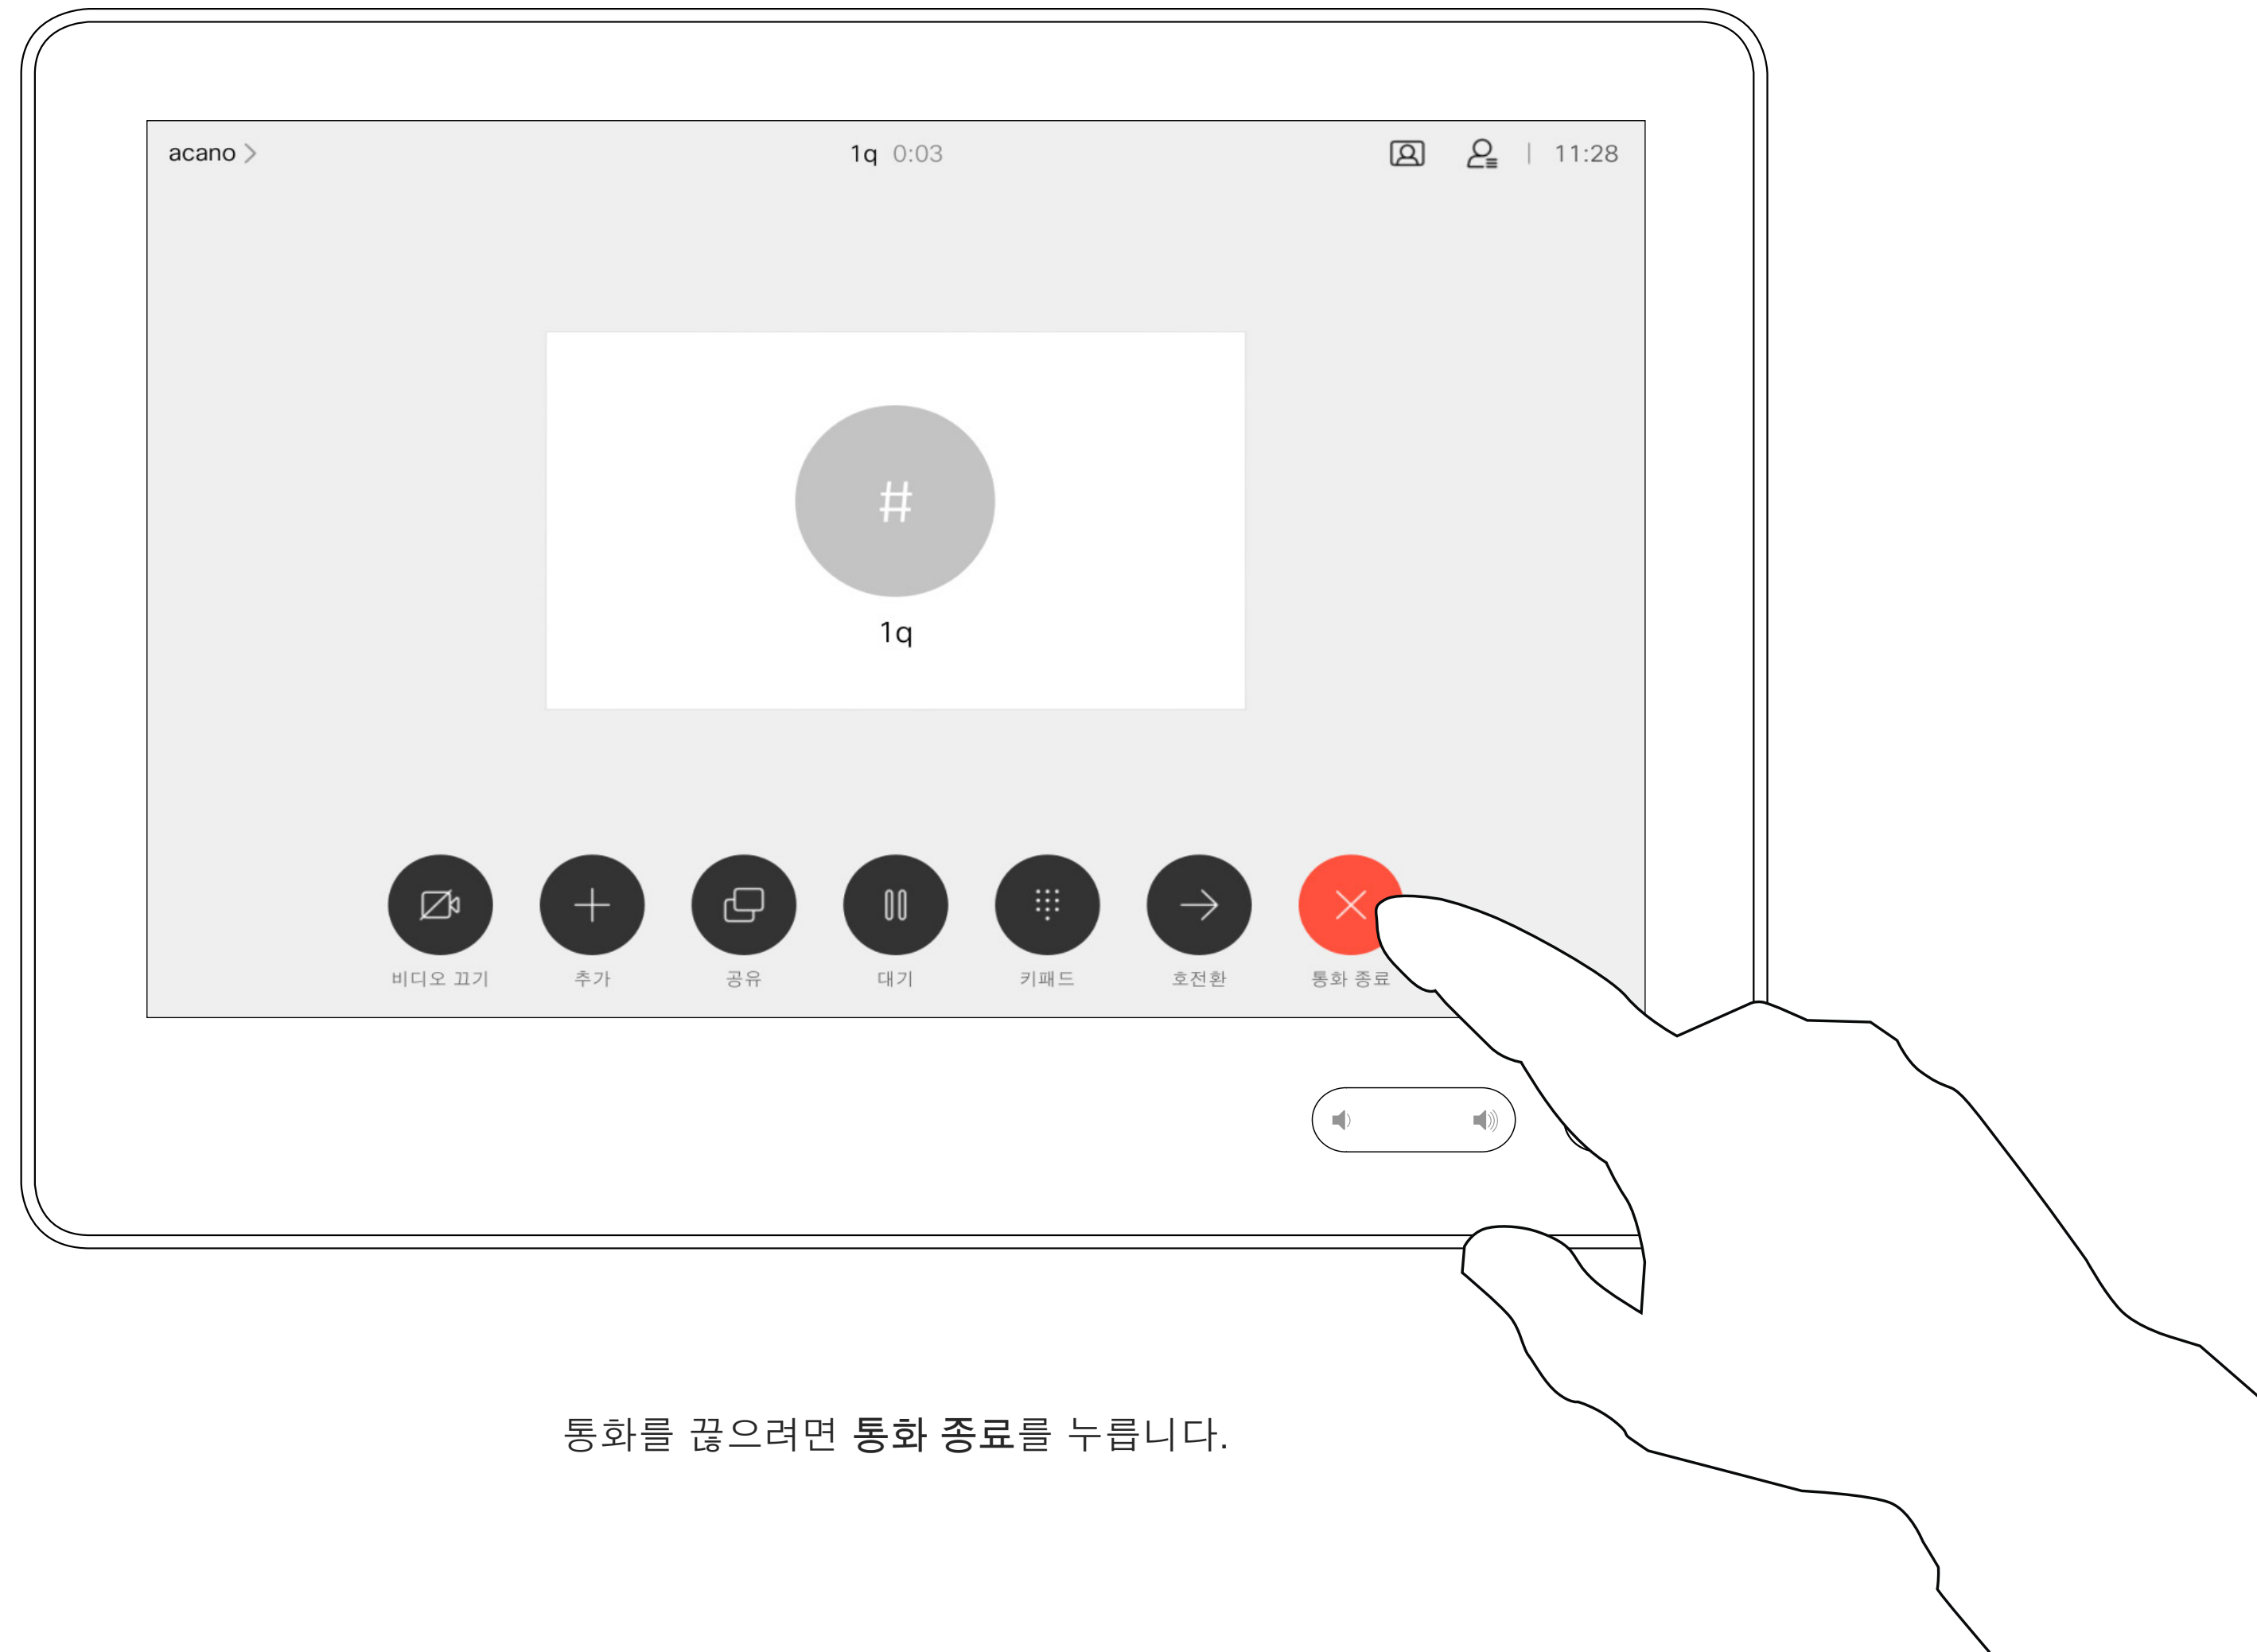 acano
1q 0:03
11:28
#
1q
비디오 끄기
추가
공유
대기
키패드
호전환
통화 종료
통화를 끊으려면 통화 종료를 누릅니다.